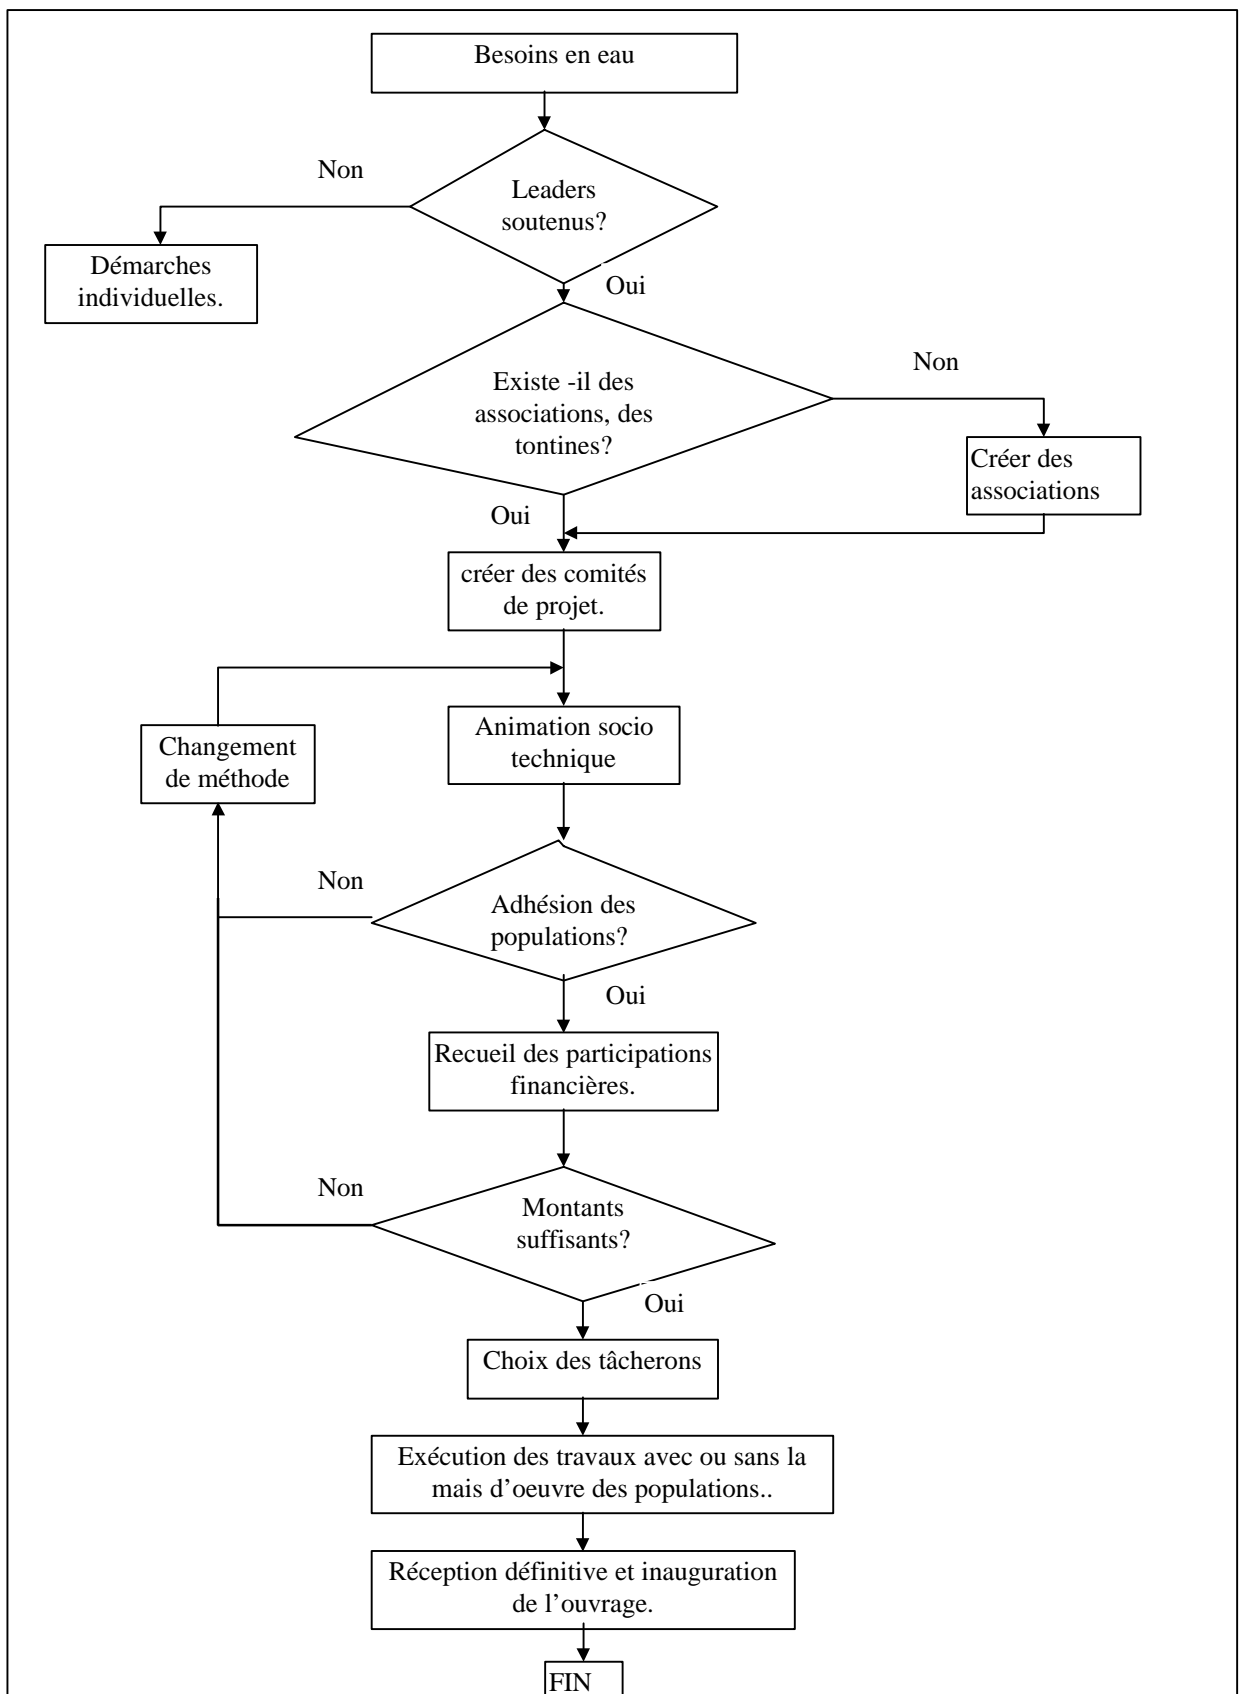 Besoins en eau
Non
Leaders
soutenus?
Démarches
individuelles.
Oui
Non
Existe -il des
associations, des
tontines?
Créer des
associations
Oui
créer des comités
de projet.
Animation socio
technique
Changement
de méthode
Non
Adhésion des
populations?
Oui
Recueil des participations
financières.
Non
Montants
suffisants?
Oui
Choix des tâcherons
Exécution des travaux avec ou sans la
mais d’oeuvre des populations..
Réception définitive et inauguration
de l’ouvrage.
FIN